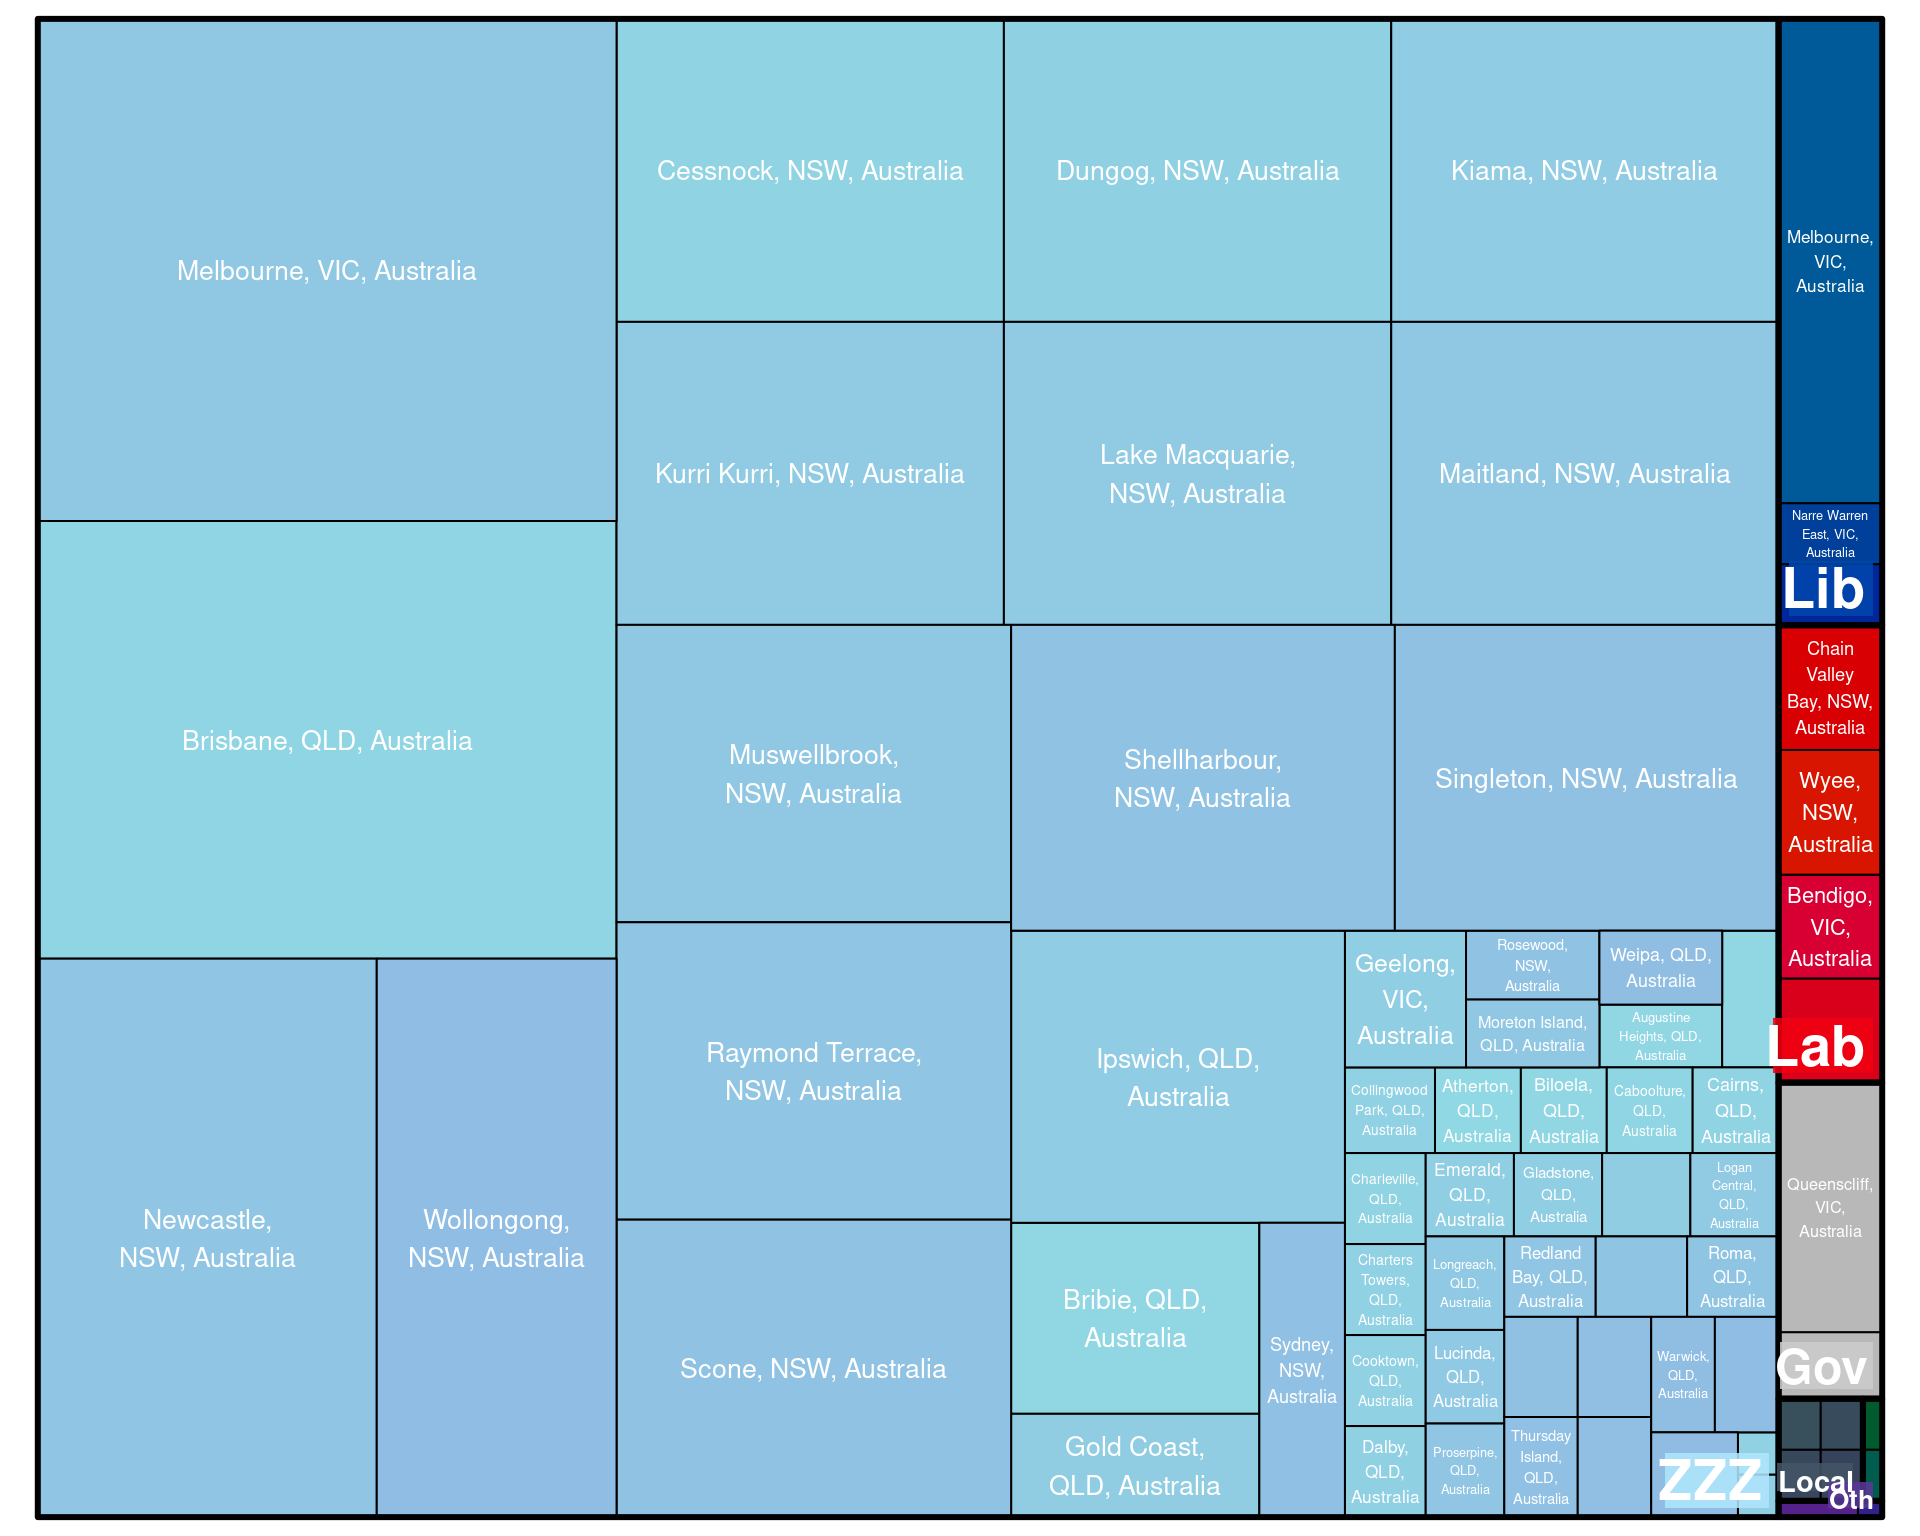 Melbourne, VIC, Australia
Cessnock, NSW, Australia
Dungog, NSW, Australia
Kiama, NSW, Australia
Kurri Kurri, NSW, Australia
Lake Macquarie,
NSW, Australia
Maitland, NSW, Australia
Brisbane, QLD, Australia
Muswellbrook,
NSW, Australia
Shellharbour,
NSW, Australia
Singleton, NSW, Australia
Newcastle,
NSW, Australia
Wollongong,
NSW, Australia
Raymond Terrace,
NSW, Australia
Scone, NSW, Australia
Ipswich, QLD,
Australia
Bribie, QLD,
Australia
Gold Coast,
QLD, Australia
Sydney,
NSW,
Australia
Geelong,
VIC,
Australia
Rosewood,
NSW,
Australia
Moreton Island,
QLD, Australia
Weipa, QLD,
Australia
Augustine
Heights, QLD,
Australia
Collingwood
Park, QLD,
Australia
Atherton,
QLD,
Australia
Biloela,
QLD,
Australia
Caboolture,
QLD,
Australia
Cairns,
QLD,
Australia
Charleville,
QLD,
Australia
Emerald,
QLD,
Australia
Gladstone,
QLD,
Australia
Logan
Central,
QLD,
Australia
Charters
Towers,
QLD,
Australia
Longreach,
QLD,
Australia
Redland
Bay, QLD,
Australia
Roma,
QLD,
Australia
Cooktown,
QLD,
Australia
Lucinda,
QLD,
Australia
Warwick,
QLD,
Australia
Dalby,
QLD,
Australia
Proserpine,
QLD,
Australia
Thursday
Island,
QLD,
Australia
ZZZ
Melbourne,
VIC,
Australia
Narre Warren
East, VIC,
Australia
Lib
Chain
Valley
Bay, NSW,
Australia
Wyee,
NSW,
Australia
Bendigo,
VIC,
Australia
Lab
Queenscliff,
VIC,
Australia
Gov
Local
Oth